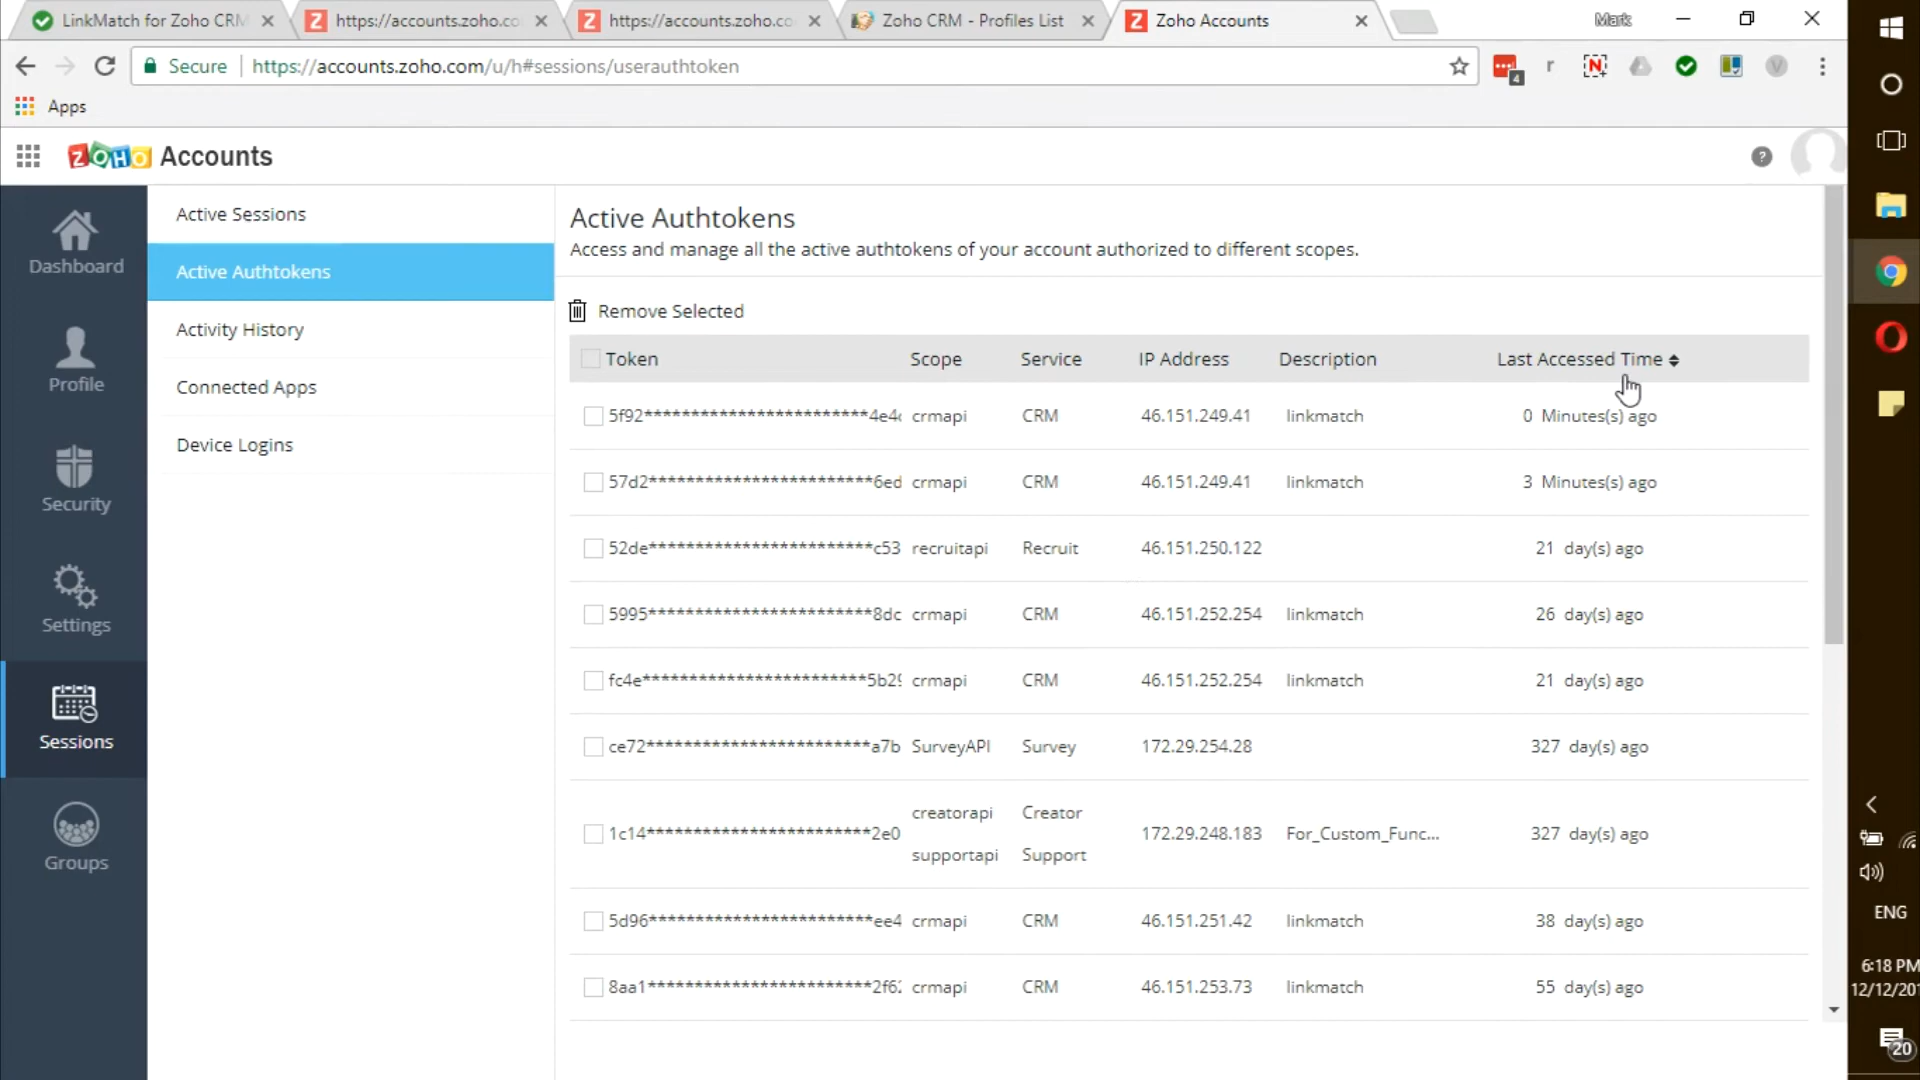 LinkMatch for Zoho CRM
https://accounts.zoho.co
https://accounts.zoho.co
Zoho CRM - Profiles List
Zoho Accounts
Mark
Secure
https://accounts.zoho.com/u/h#sessions/userauthtoken
4
r
N
V
Apps
ZOHO Accounts
?
Dashboard
Profile
Security
Settings
Sessions
Groups
Active Sessions
Active Authtokens
Activity History
Connected Apps
Device Logins
Active Authtokens
Access and manage all the active authtokens of your account authorized to different scopes.
Remove Selected
Token Scope Service IP Address Description Last Accessed Time
5f92************************4e4c crmapi CRM 46.151.249.41 linkmatch 0 Minutes(s) ago
57d2************************6ed crmapi CRM 46.151.249.41 linkmatch 3 Minutes(s) ago
52de************************c53 recruitapi Recruit 46.151.250.122 21 day(s) ago
5995************************8dc crmapi CRM 46.151.252.254 linkmatch 26 day(s) ago
fc4e************************5b29 crmapi CRM 46.151.252.254 linkmatch 21 day(s) ago
ce72************************a7b SurveyAPI Survey 172.29.254.28 327 day(s) ago
creatorapi Creator
1c14************************2e0 172.29.248.183 For_Custom_Func... 327 day(s) ago
supportapi Support
5d96************************ee4 crmapi CRM 46.151.251.42 linkmatch 38 day(s) ago
8aa1************************2f62 crmapi CRM 46.151.253.73 linkmatch 55 day(s) ago
ENG
6:18 PM
12/12/201
20